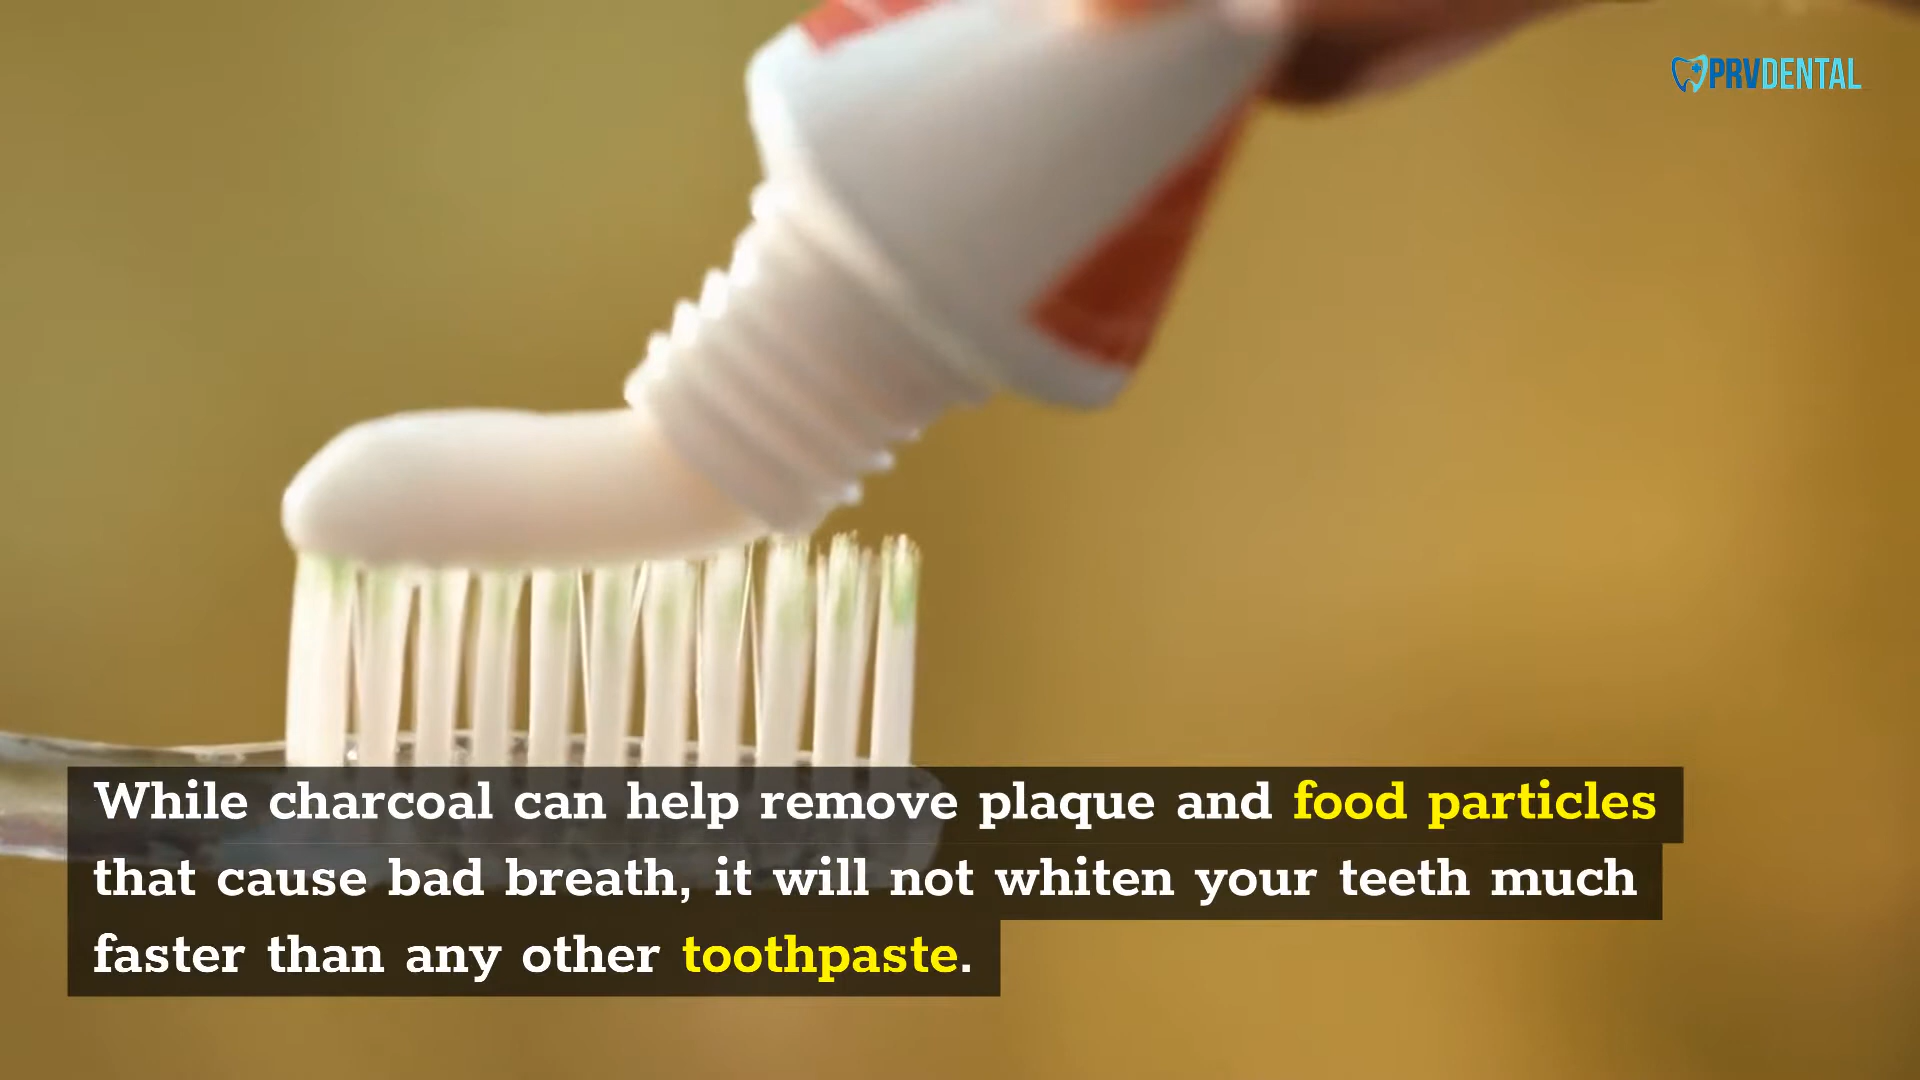 PRVDENTAL
While charcoal can help remove plaque and food particles
that cause bad breath, it will not whiten your teeth much
faster than any other toothpaste.